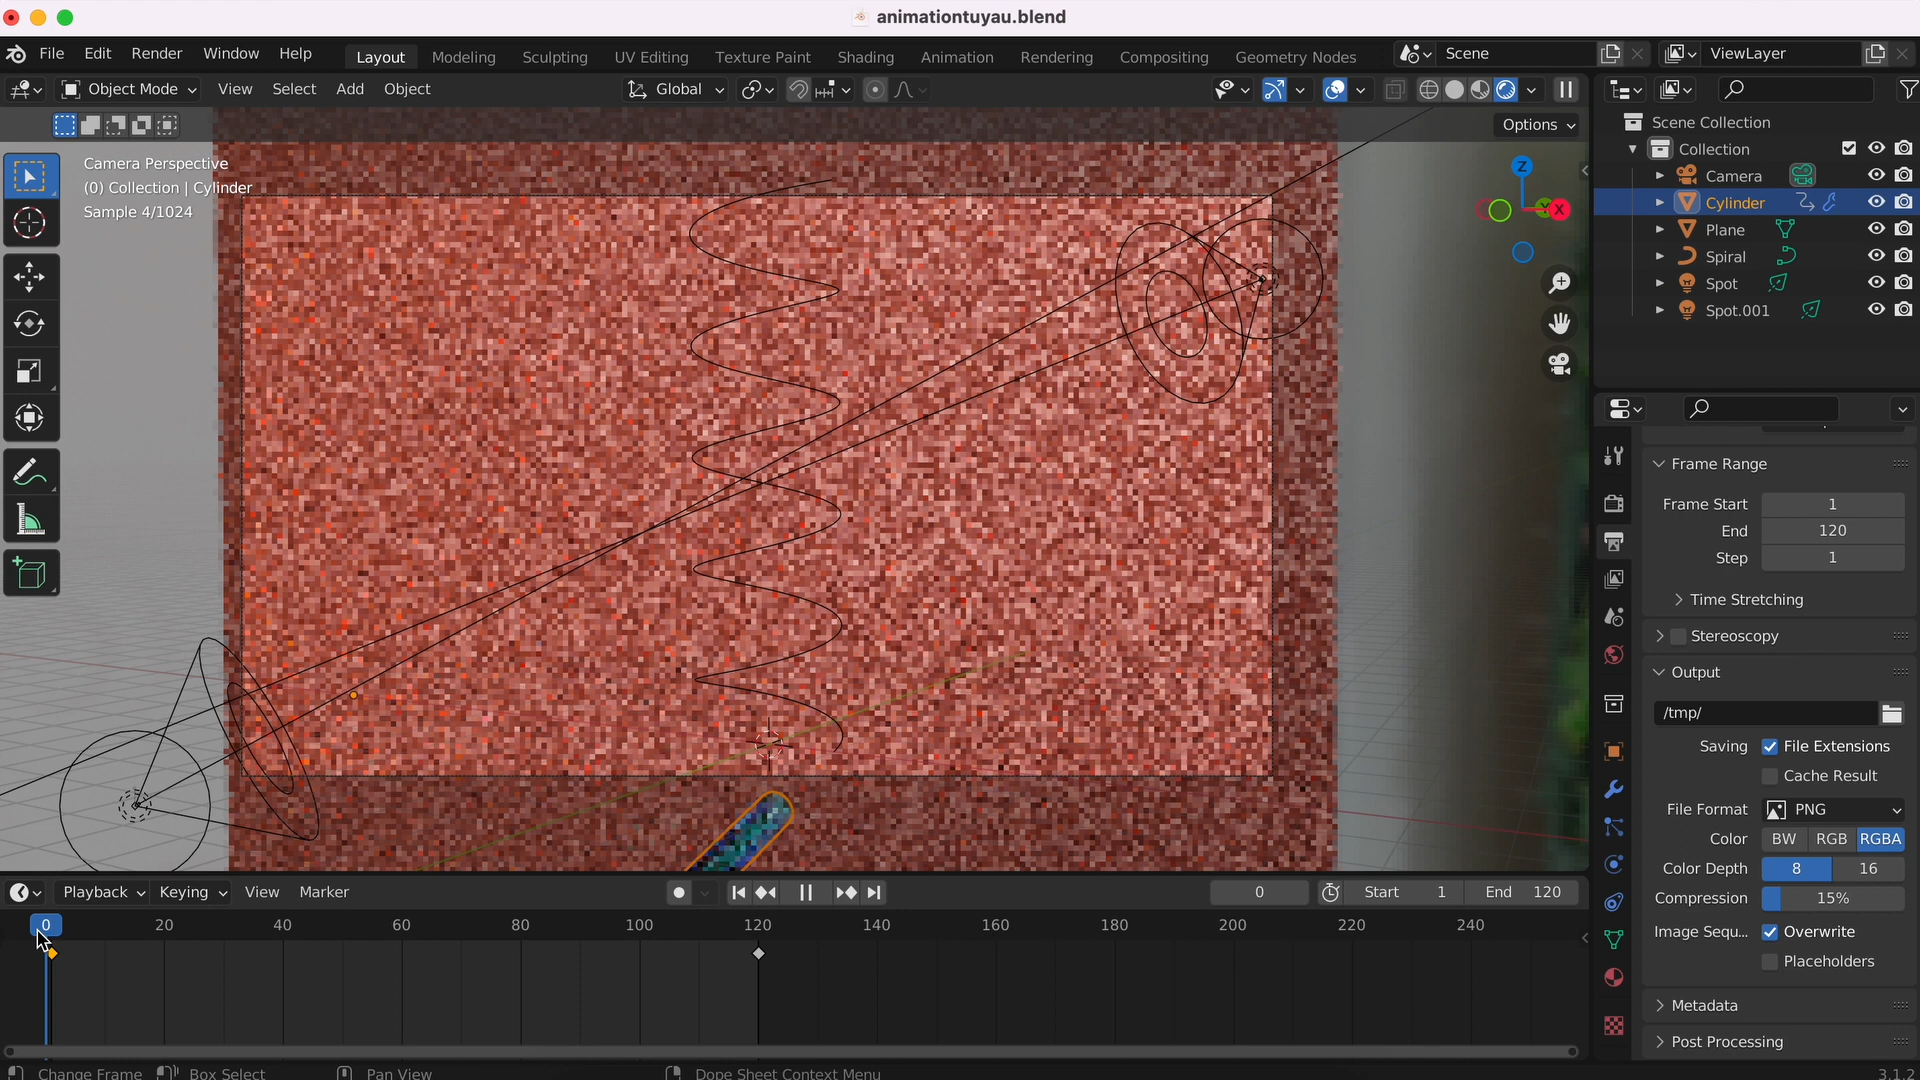 animationtuyau.blend
File Edit Render Window Help Layout Modeling Sculpting UV Editing Texture Paint Shading Animation Rendering Compositing Geometry Nodes Scene ViewLayer
Object Mode View Select Add Object Global
Options
Camera Perspective
(0) Collection | Cylinder
Sample 4/1024
Z
Y
X
Scene Collection
Collection
Camera
Cylinder
Plane
Spiral
Spot
Spot.001
Frame Range
Frame Start 1
End 120
Step 1
Time Stretching
Stereoscopy
Output
/tmp/
Saving File Extensions
Cache Result
File Format PNG
Color BW RGB RGBA
Color Depth 8 16
Compression 15%
Image Sequ... Overwrite
Placeholders
Metadata
Post Processing
Playback Keying View Marker 0 Start 1 End 120
0 20 40 60 80 100 120 140 160 180 200 220 240
Change Frame Box Select Pan View Dope Sheet Context Menu 3.1.2